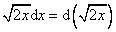 √(2x)dx = d(√(2x))